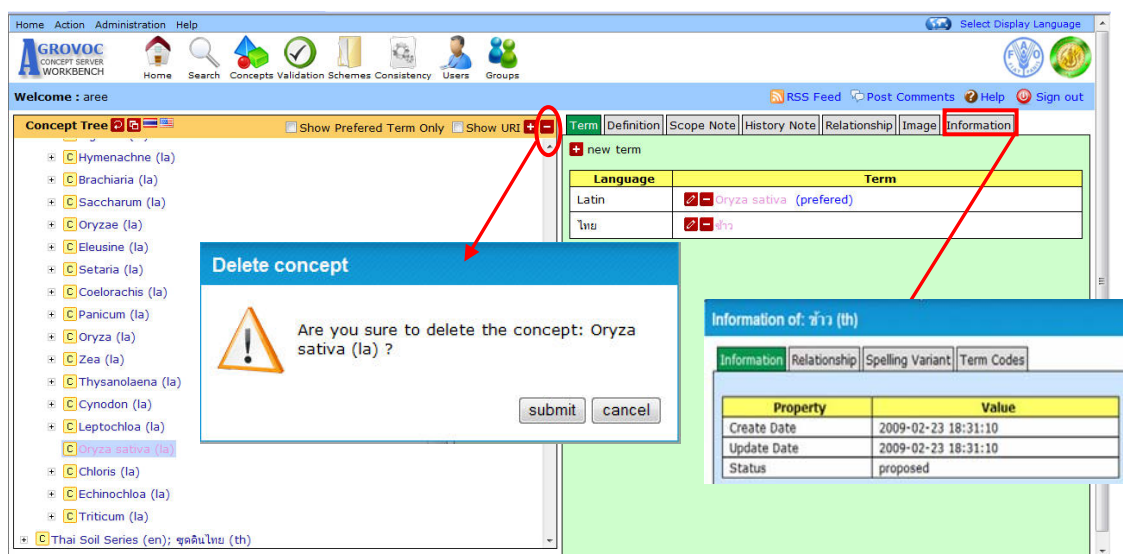 Home Action Administration Help
Select Display Language
AGROVOC
CONCEPT SERVER
WORKBENCH
Home Search Concepts Validation Schemes Consistency Users Groups
Welcome : aree
RSS Feed Post Comments Help Sign out
Concept Tree
Show Prefered Term Only Show URI
Term Definition Scope Note History Note Relationship Image Information
new term
Language Term
Latin Oryza sativa (prefered)
ไทย ข้าว
Hymenachne (la)
Brachiaria (la)
Saccharum (la)
Oryzae (la)
Eleusine (la)
Setaria (la)
Coelorachis (la)
Panicum (la)
Oryza (la)
Zea (la)
Thysanolaena (la)
Cynodon (la)
Leptochloa (la)
Oryza sativa (la)
Chloris (la)
Echinochloa (la)
Triticum (la)
Thai Soil Series (en); ชุดดินไทย (th)
Delete concept
Are you sure to delete the concept: Oryza
sativa (la) ?
submit cancel
Information of: ข้าว (th)
Information Relationship Spelling Variant Term Codes
Property Value
Create Date 2009-02-23 18:31:10
Update Date 2009-02-23 18:31:10
Status proposed